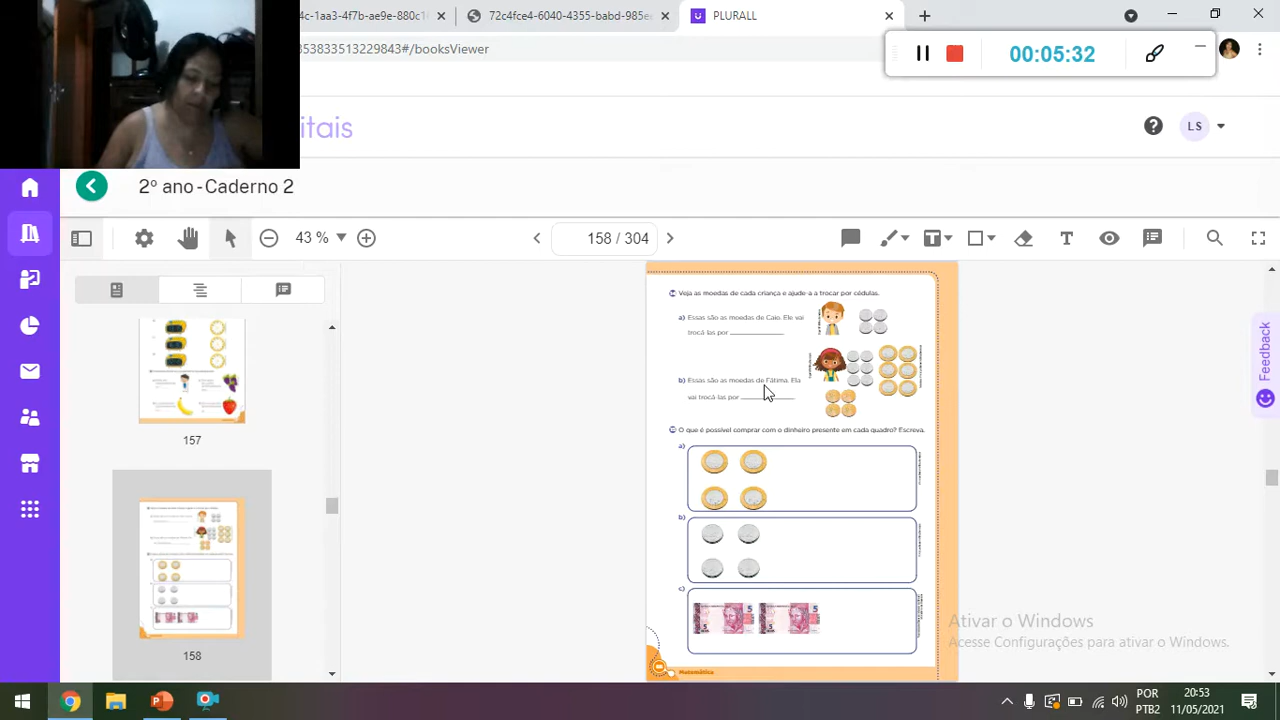 4c-1aa3-4f7b-ae9e-880c1
72c4fce4-6040-4355-babd-985e
PLURALL
353833513229843#/booksViewer
00:05:32
itais
LS
2º ano - Caderno 2
43 %
158 / 304
157
158
Veja as moedas de cada criança e ajude-a a trocar por cédulas.
a) Essas são as moedas de Caio. Ele vai
trocá-las por
b) Essas são as moedas de Fátima. Ela
vai trocá-las por
O que é possível comprar com o dinheiro presente em cada quadro? Escreva.
a)
b)
c)
5
5
5
Matemática
Feedback
Ativar o Windows
Acesse Configurações para ativar o Windows.
POR
PTB2
20:53
11/05/2021